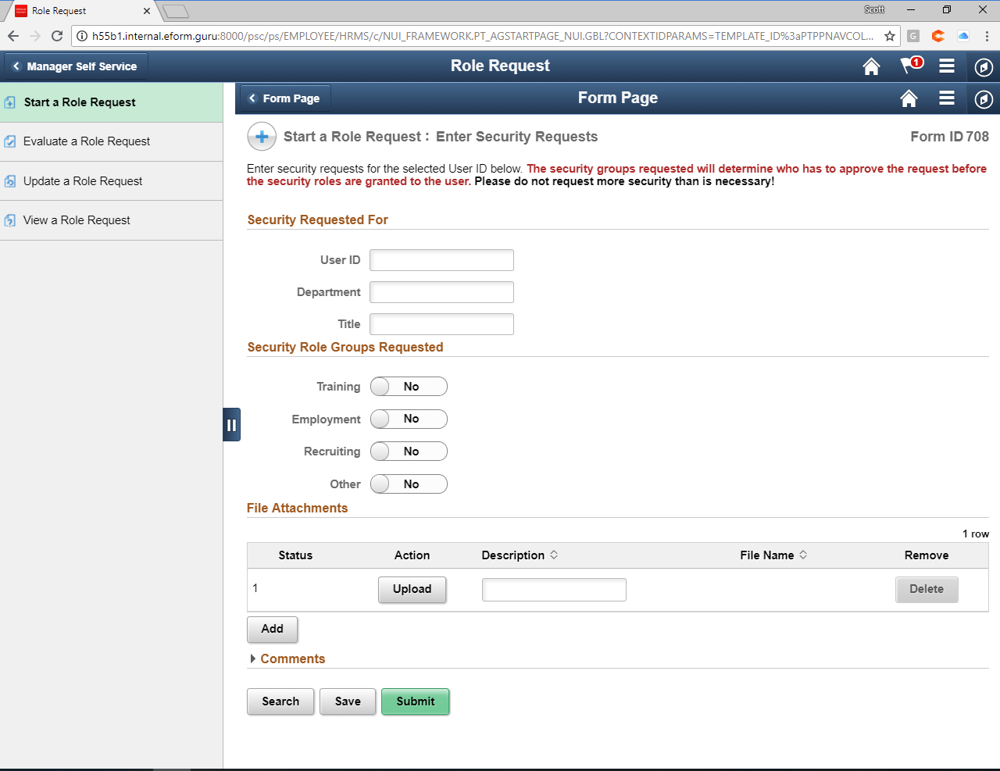 Role Request
Scott
h55b1.internal.eform.guru:8000/psc/ps/EMPLOYEE/HRMS/c/NUI_FRAMEWORK.PT_AGSTARTPAGE_NUI.GBL?CONTEXTIDPARAMS=TEMPLATE_ID%3aPTPPNAVCOL...
Manager Self Service
Role Request
1
Start a Role Request
Evaluate a Role Request
Update a Role Request
View a Role Request
Form Page
Form Page
Start a Role Request : Enter Security Requests
Form ID 708
Enter security requests for the selected User ID below. The security groups requested will determine who has to approve the request before
the security roles are granted to the user. Please do not request more security than is necessary!
Security Requested For
User ID
Department
Title
Security Role Groups Requested
Training No
Employment No
Recruiting No
Other No
File Attachments
1 row
Status Action Description File Name Remove
1 Upload Delete
Add
Comments
Search Save Submit